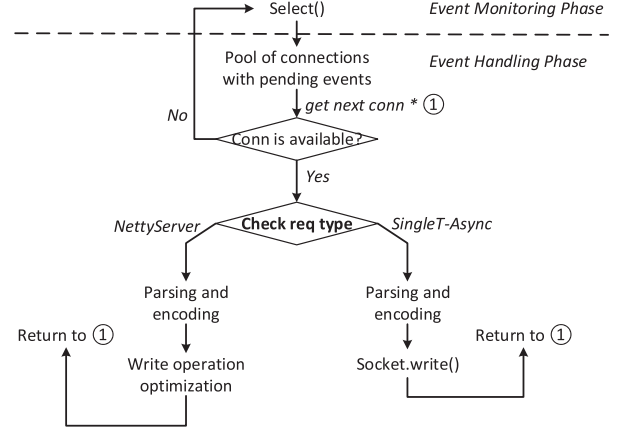 Select()
Event Monitoring Phase
Pool of connections
with pending events
Event Handling Phase
get next conn * ①
No
Conn is available?
Yes
NettyServer
Check req type
SingleT-Async
Parsing and
encoding
Parsing and
encoding
Return to ①
Write operation
optimization
Socket.write()
Return to ①